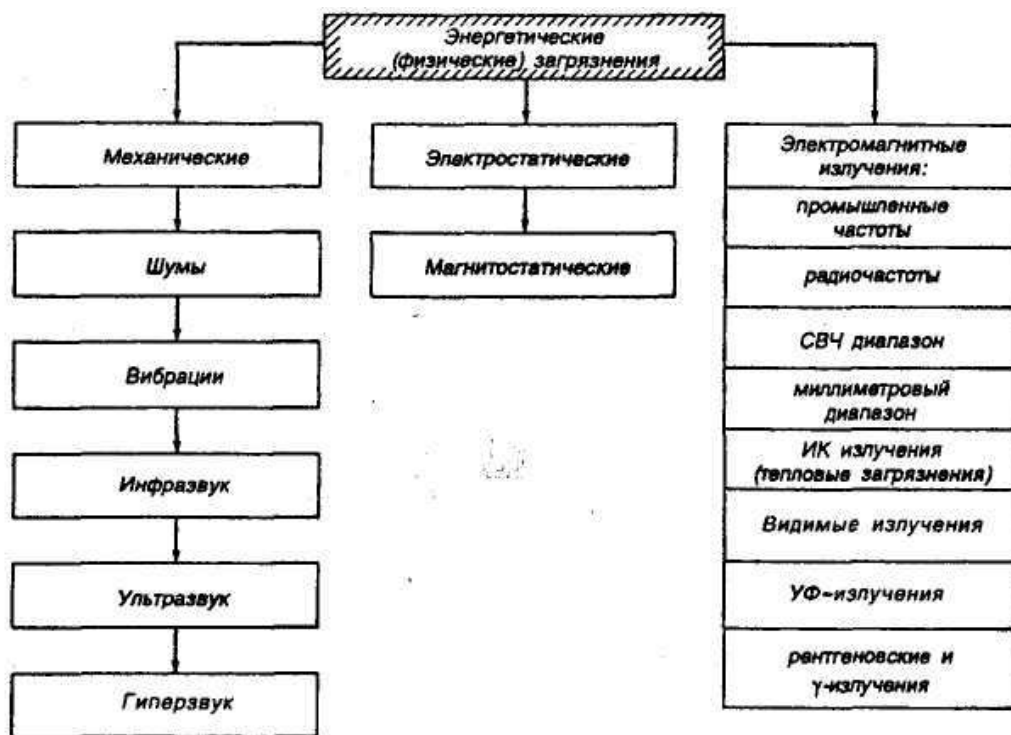 Энергетические
(физические) загрязнения
Механические
Шумы
Вибрации
Инфразвук
Ультразвук
Гиперзвук
Электростатические
Магнитостатические
Электромагнитные
излучения:
промышленные
частоты
радиочастоты
СВЧ диапазон
миллиметровый
диапазон
ИК излучения
(тепловые загрязнения)
Видимые излучения
УФ-излучения
рентгеновские и
γ-излучения